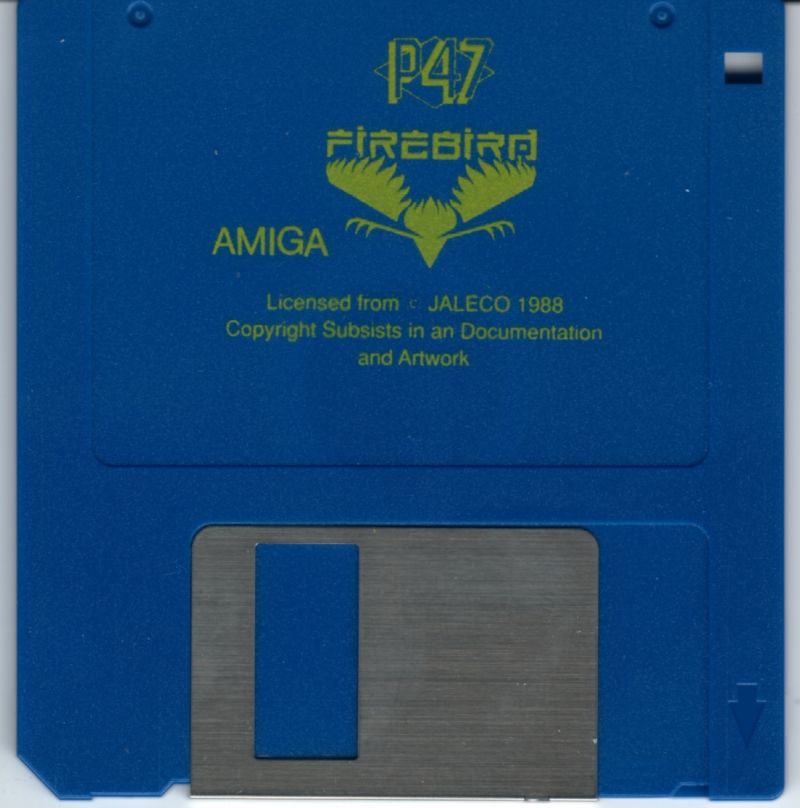 P47
FIREBIRD
AMIGA
Licensed from © JALECO 1988
Copyright Subsists in an Documentation
and Artwork